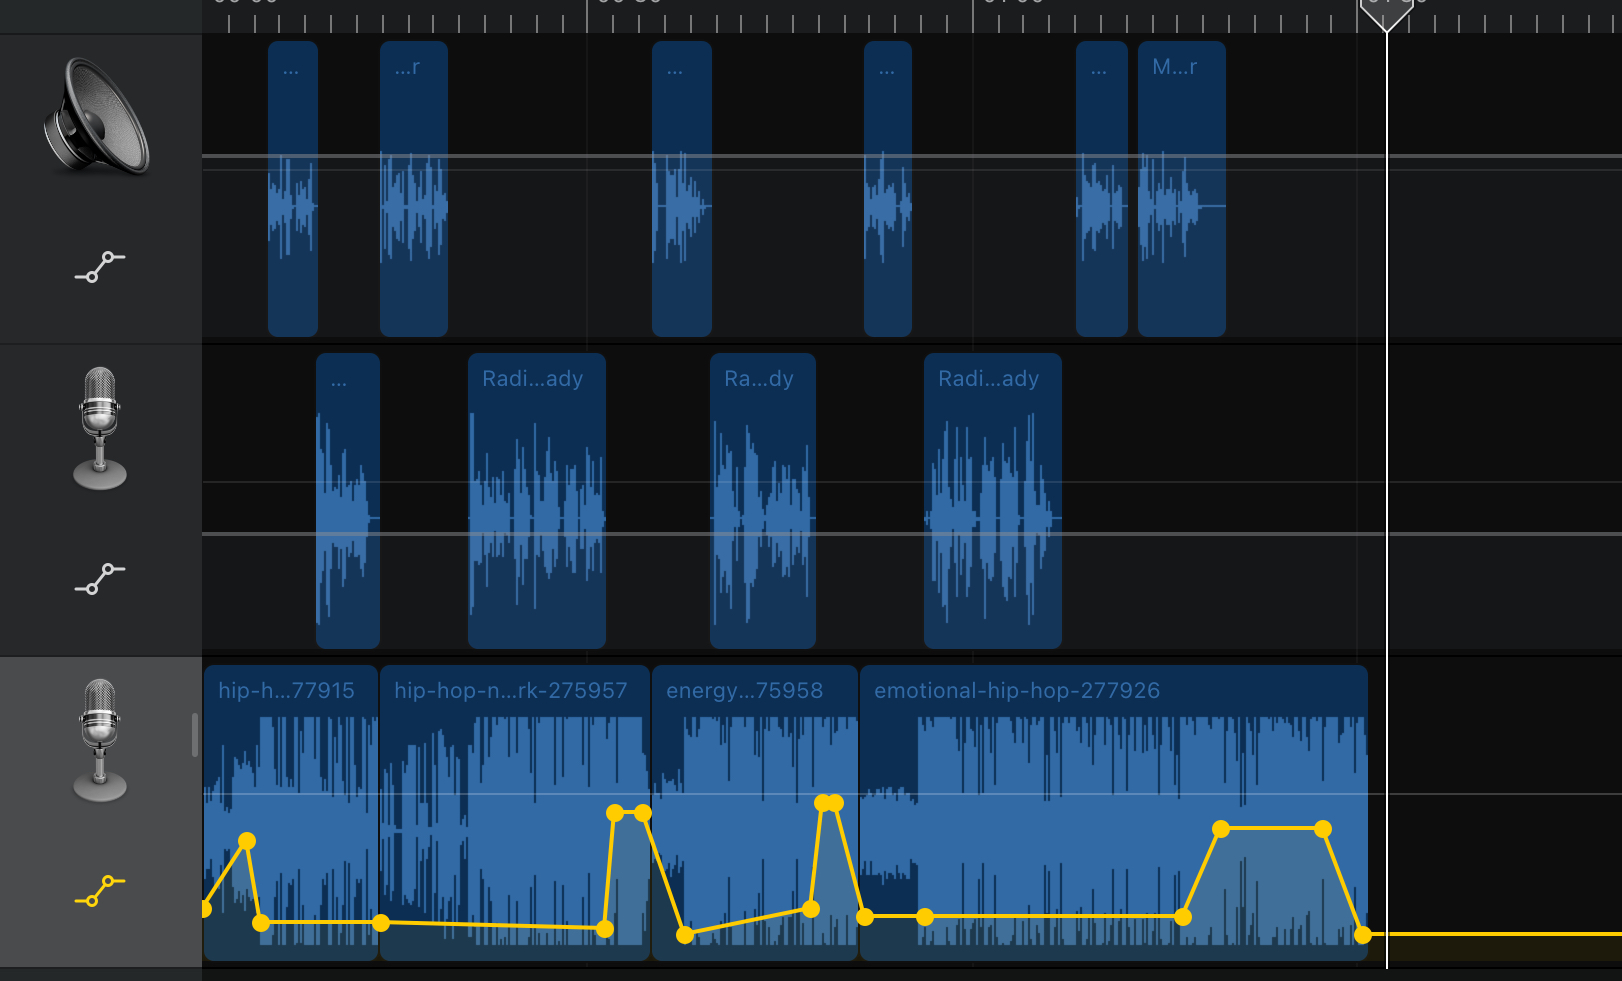 ...
...r
...
...
...
M...r
...
Radi...ady
Ra...dy
Radi...ady
hip-h...77915
hip-hop-n...rk-275957
energy...75958
emotional-hip-hop-277926